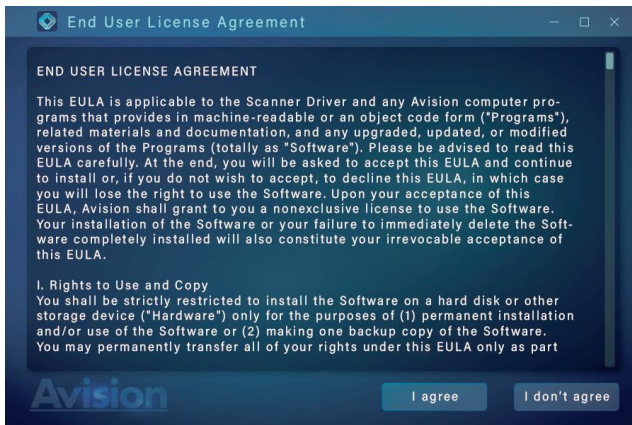 End User License Agreement
END USER LICENSE AGREEMENT
This EULA is applicable to the Scanner Driver and any Avision computer pro-
grams that provides in machine-readable or an object code form ("Programs"),
related materials and documentation, and any upgraded, updated, or modified
versions of the Programs (totally as "Software"). Please be advised to read this
EULA carefully. At the end, you will be asked to accept this EULA and continue
to install or, if you do not wish to accept, to decline this EULA, in which case
you will lose the right to use the Software. Upon your acceptance of this
EULA, Avision shall grant to you a nonexclusive license to use the Software.
Your installation of the Software or your failure to immediately delete the Soft-
ware completely installed will also constitute your irrevocable acceptance of
this EULA.
I. Rights to Use and Copy
You shall be strictly restricted to install the Software on a hard disk or other
storage device ("Hardware") only for the purposes of (1) permanent installation
and/or use of the Software or (2) making one backup copy of the Software.
You may permanently transfer all of your rights under this EULA only as part
Avision
I agree
I don't agree